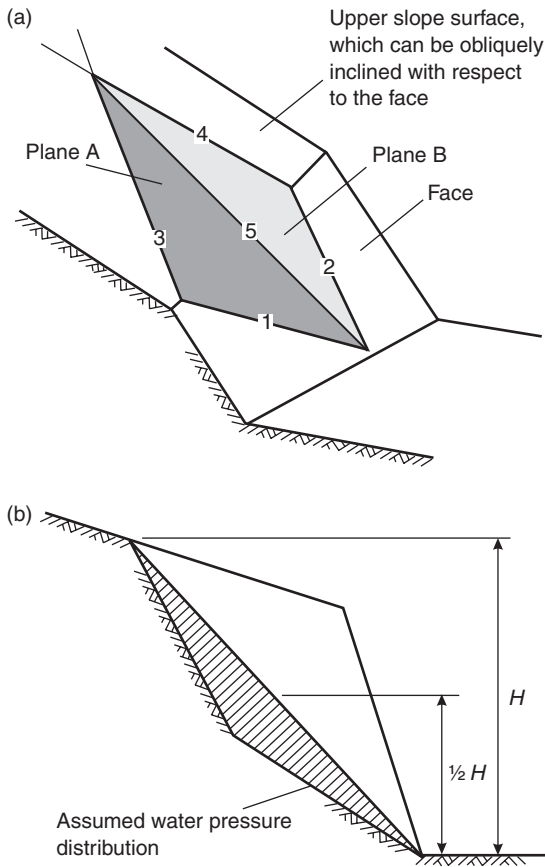 (a)
Upper slope surface,
which can be obliquely
inclined with respect
to the face
4
Plane A
Plane B
Face
5
3
2
1
(b)
H
½ H
Assumed water pressure
distribution